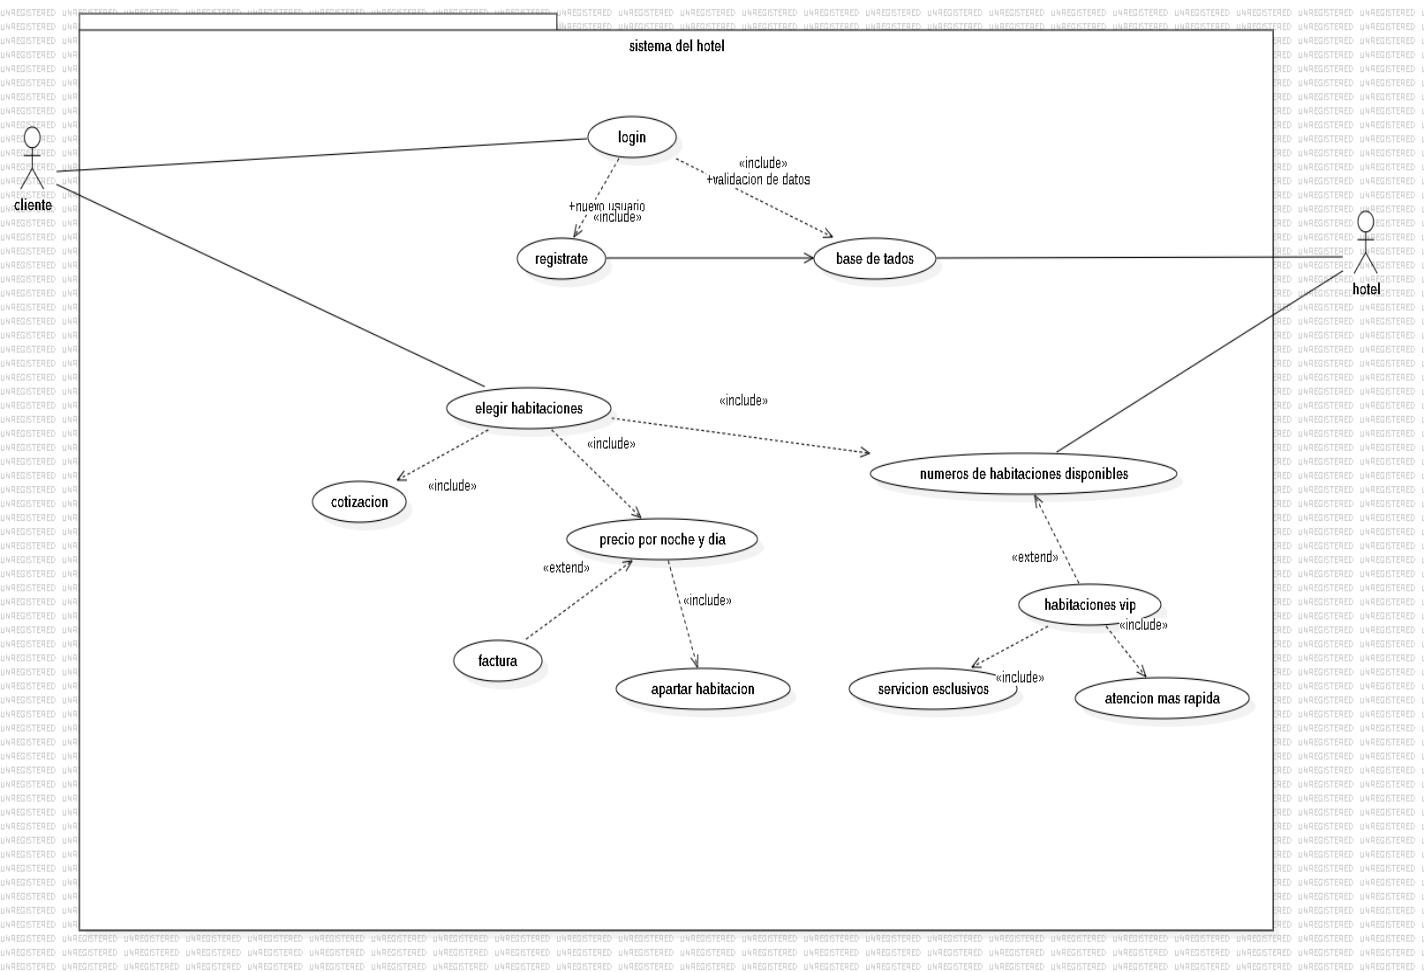 sistema del hotel
login
«include»
+validacion de datos
cliente
+nuevo usuario
«include»
registrate
base de tados
hotel
elegir habitaciones
«include»
«include»
numeros de habitaciones disponibles
«include»
cotizacion
precio por noche y dia
«extend»
«extend»
«include»
habitaciones vip
«include»
factura
apartar habitacion
servicion esclusivos
«include»
atencion mas rapida
UNREGISTERED